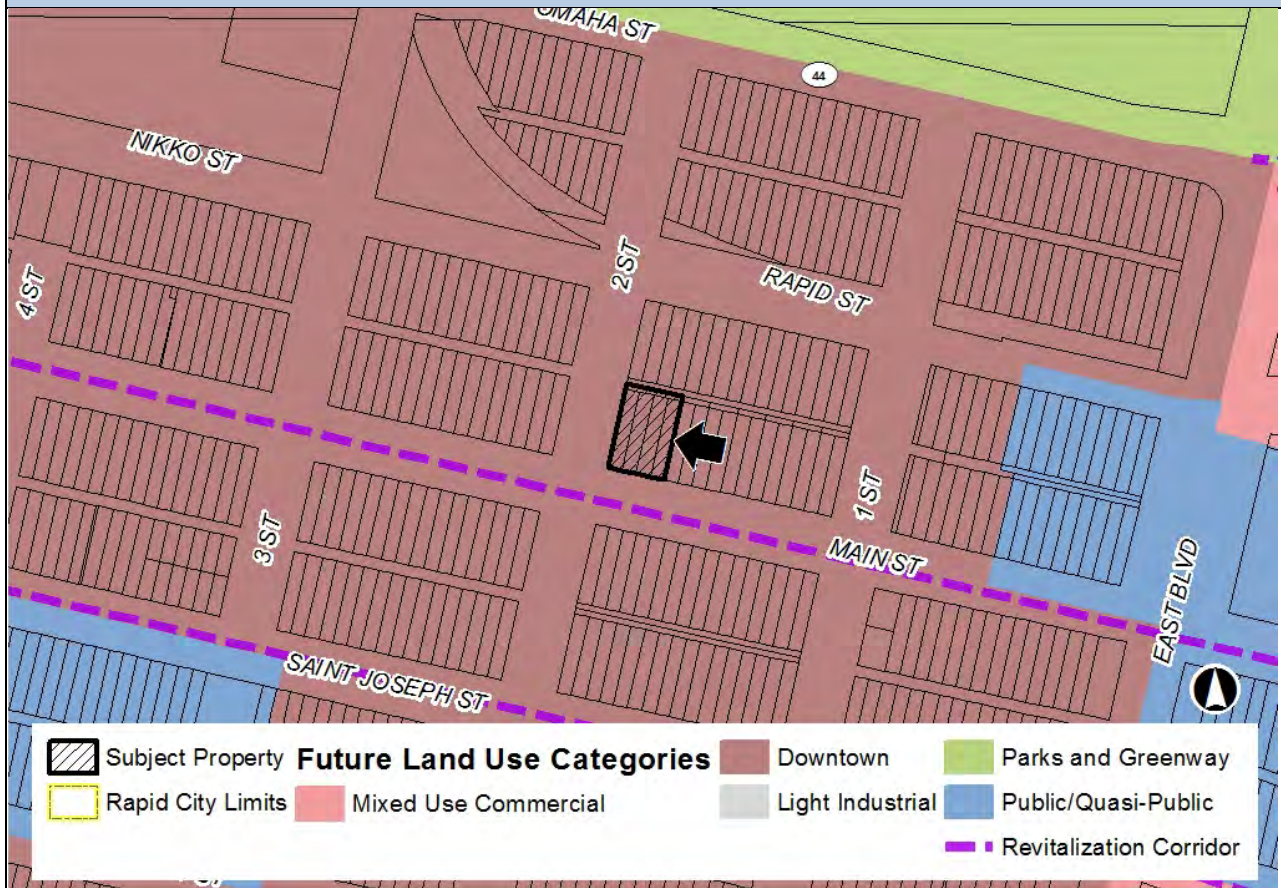 OMAHA ST
44
NIKKO ST
2 ST
RAPID ST
4 ST
1 ST
3 ST
MAIN ST
EAST BLVD
SAINT JOSEPH ST
Subject Property Future Land Use Categories Downtown Parks and Greenway
Rapid City Limits Mixed Use Commercial Light Industrial Public/Quasi-Public
Revitalization Corridor
ST